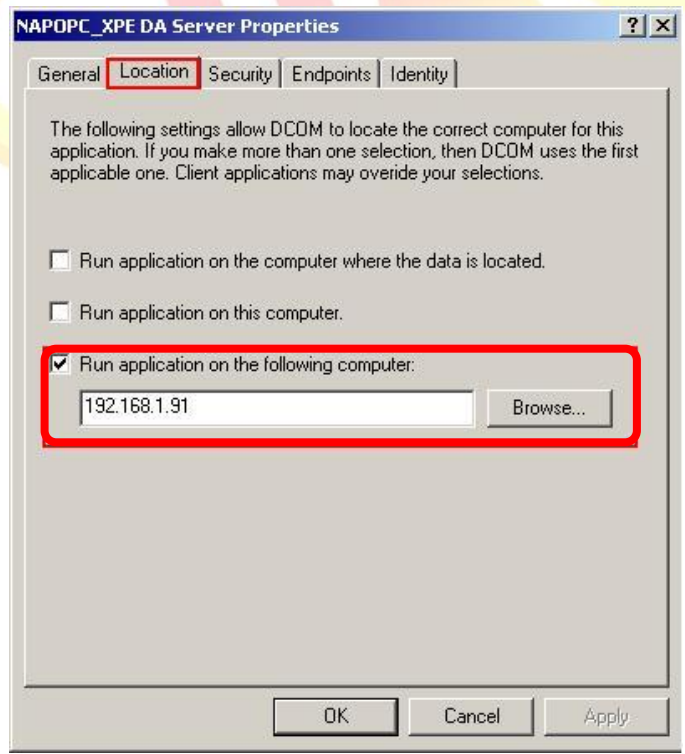 NAPOPC_XPE DA Server Properties
General Location Security Endpoints Identity
The following settings allow DCOM to locate the correct computer for this
application. If you make more than one selection, then DCOM uses the first
applicable one. Client applications may overide your selections.
Run application on the computer where the data is located.
Run application on this computer.
Run application on the following computer:
192.168.1.91 Browse...
OK Cancel Apply